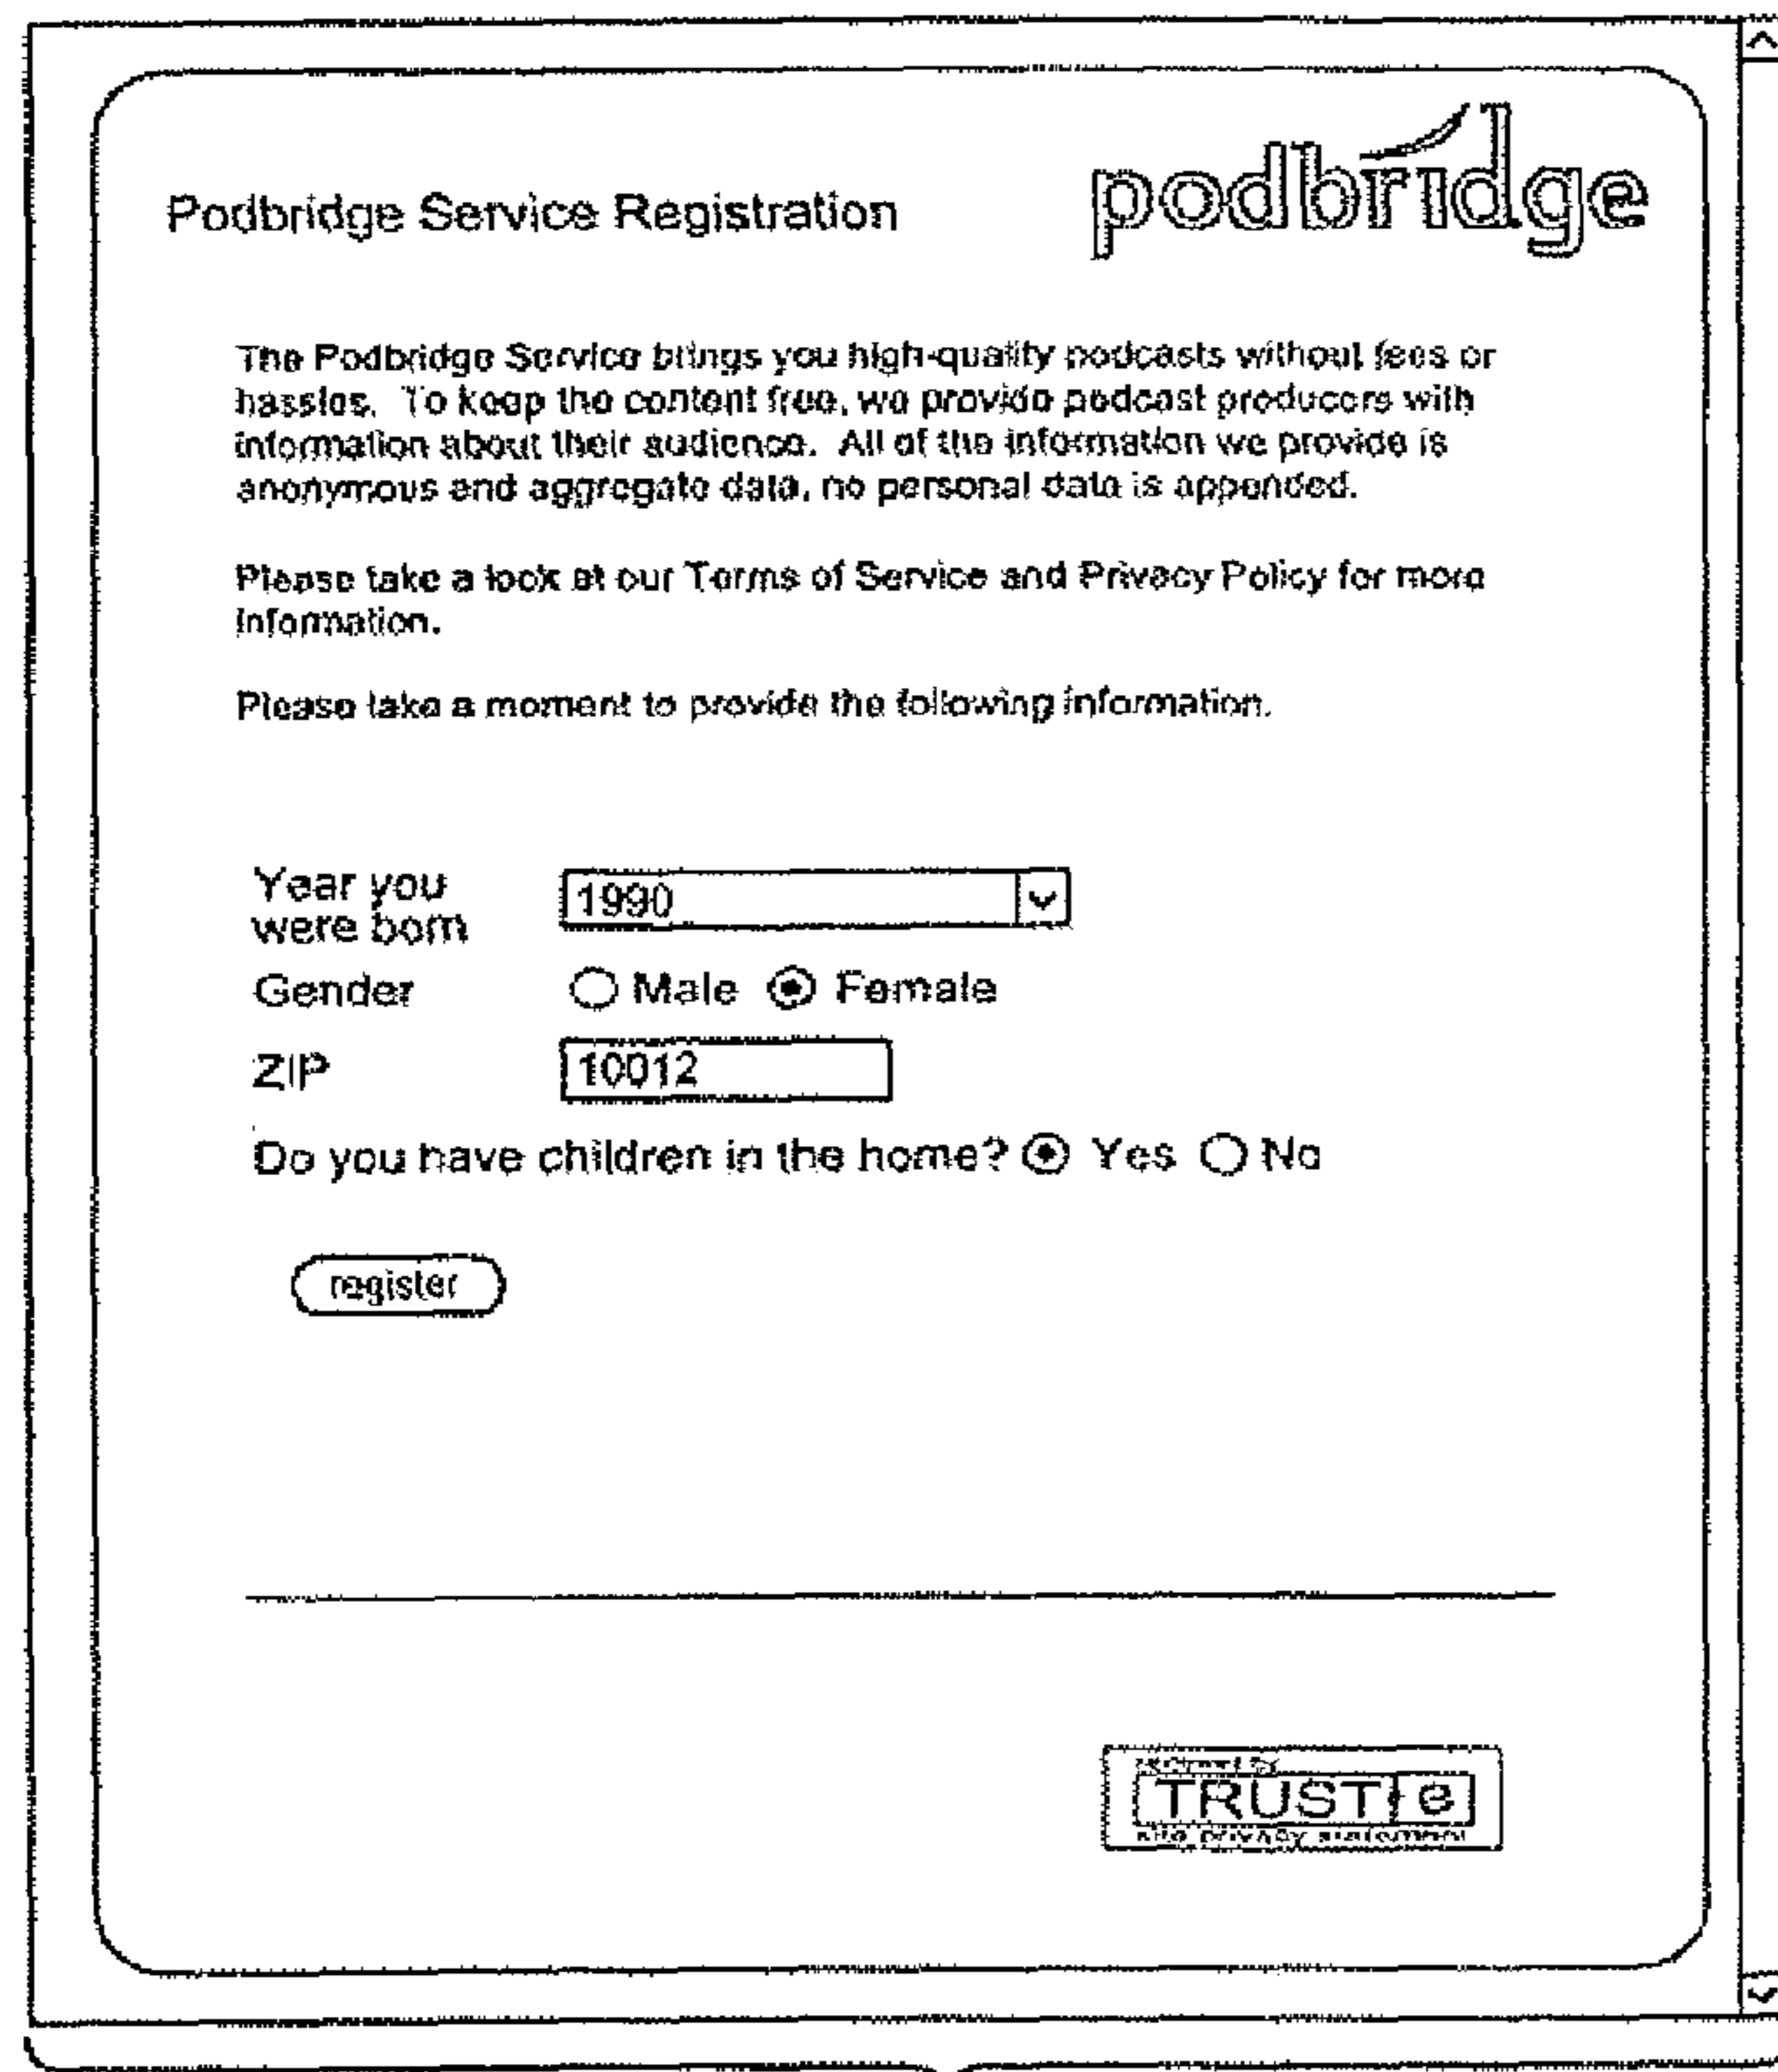 Podbridge Service Registration
podbridge
The Podbridge Service brings you high-quality podcasts without fees or
hassles. To keep the content free, we provide podcast producers with
information about their audience. All of the information we provide is
anonymous and aggregate data, no personal data is appended.
Please take a look at our Terms of Service and Privacy Policy for more
information.
Please take a moment to provide the following information.
Year you
were born
1990
Gender Male Female
ZIP 10012
Do you have children in the home? Yes No
register
TRUSTe
site privacy statement